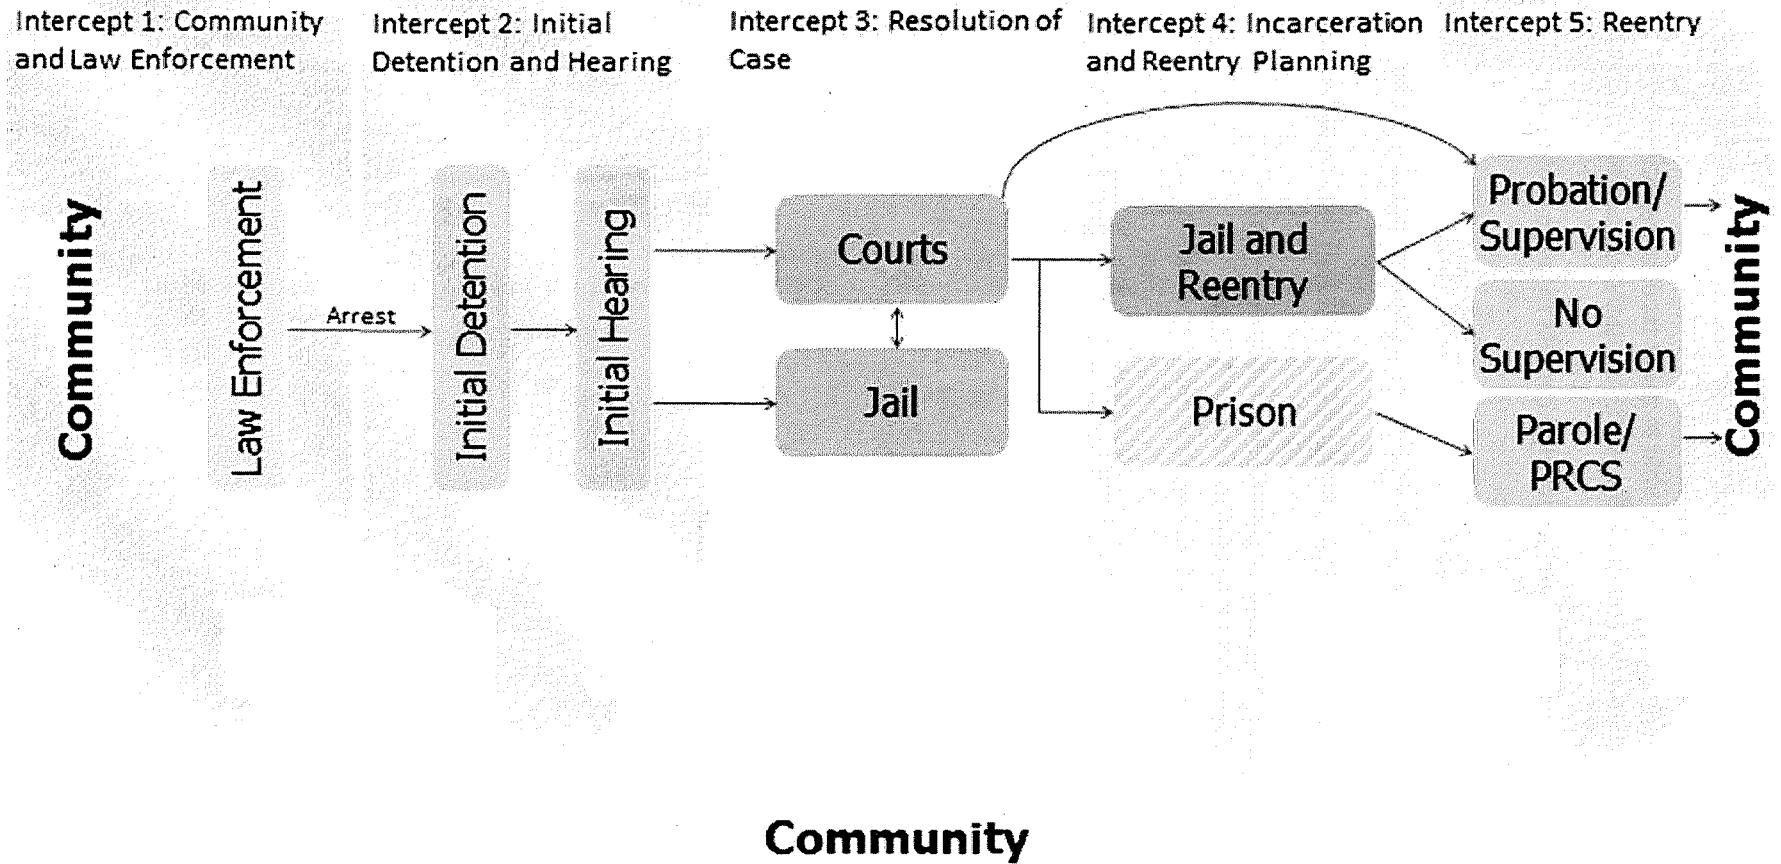 Intercept 1: Community
and Law Enforcement
Intercept 2: Initial
Detention and Hearing
Intercept 3: Resolution of
Case
Intercept 4: Incarceration
and Reentry Planning
Intercept 5: Reentry
Community
Law Enforcement
Arrest
Initial Detention
Initial Hearing
Courts
Jail
Jail and
Reentry
Prison
Probation/
Supervision
No
Supervision
Parole/
PRCS
Community
Community